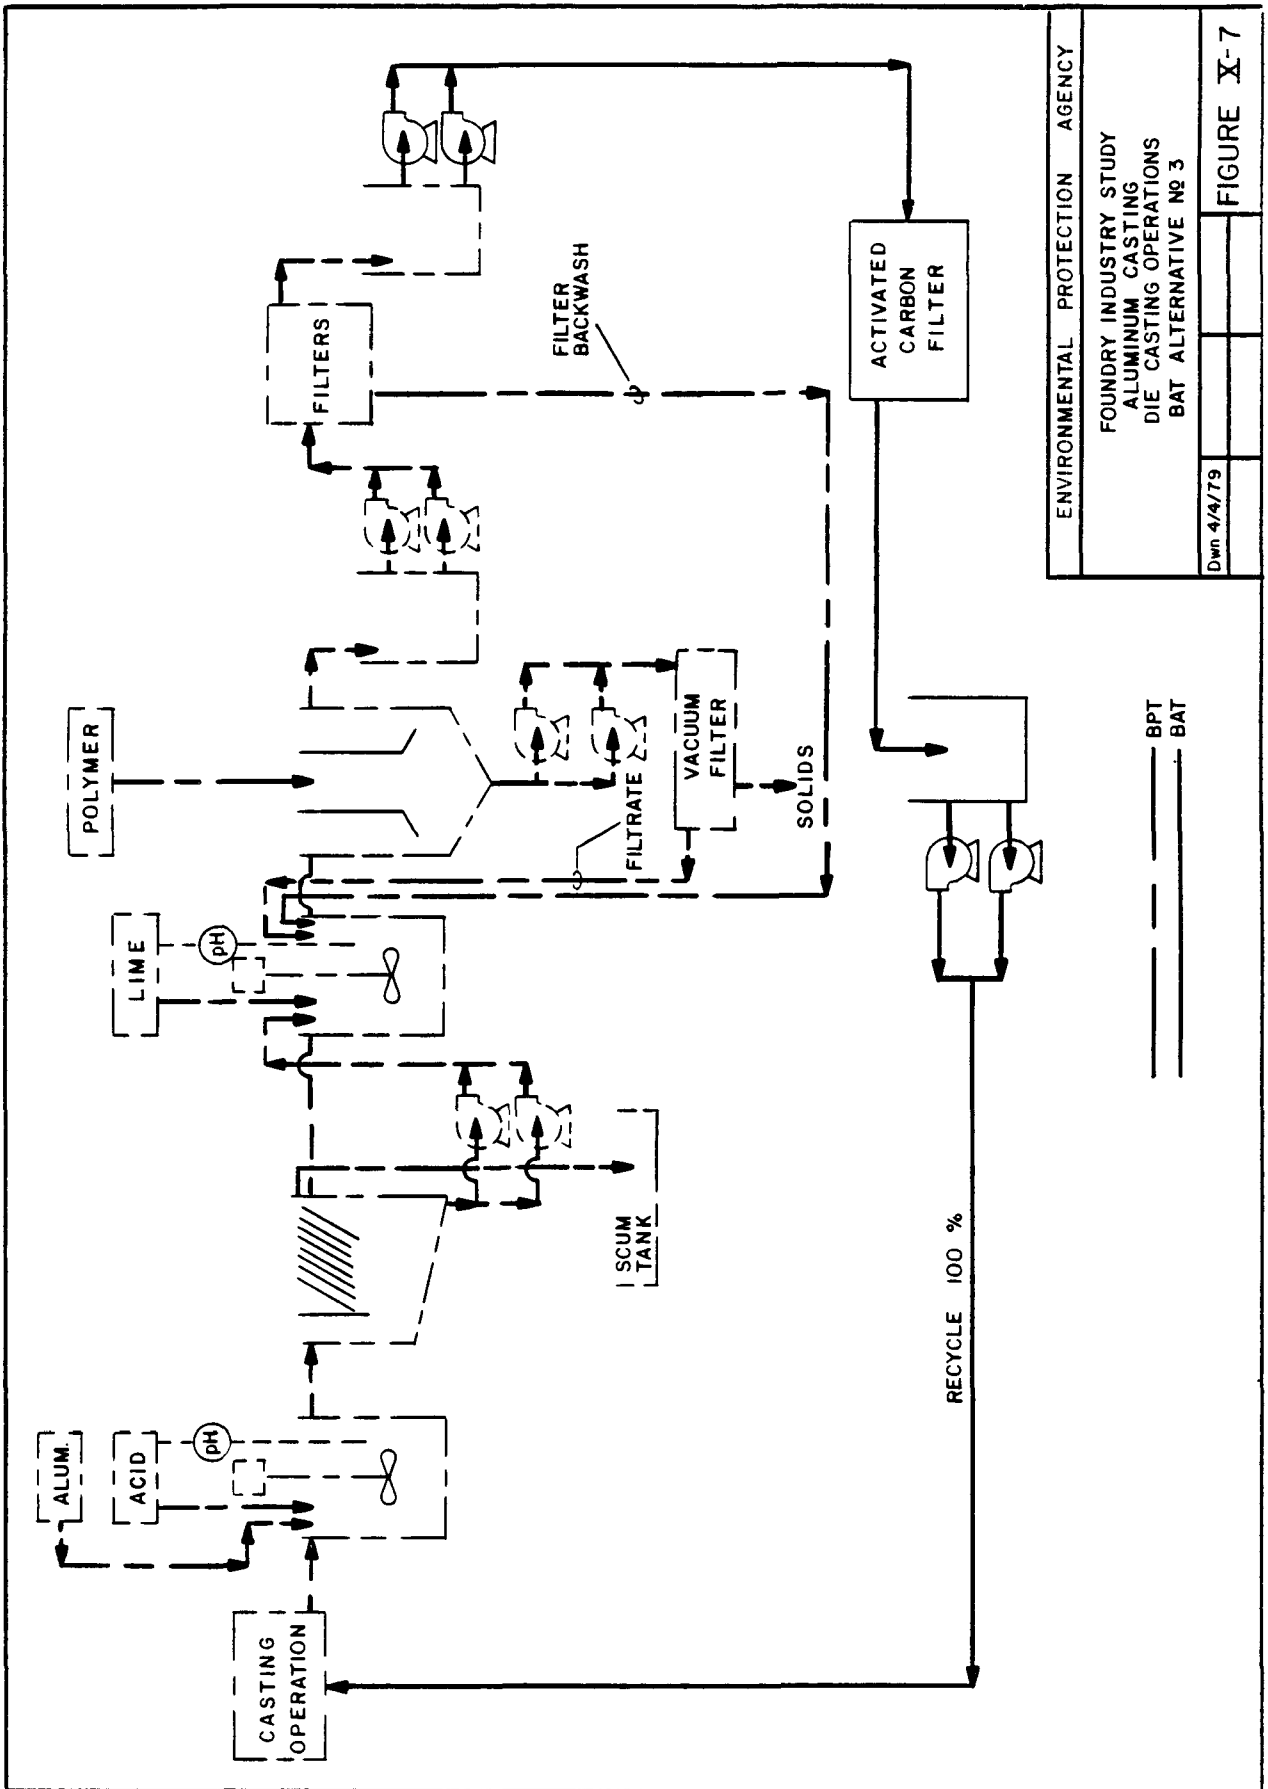 ALUM.
ACID
pH
CASTING
OPERATION
LIME
pH
POLYMER
SCUM
TANK
FILTRATE
VACUUM
FILTER
SOLIDS
FILTERS
FILTER
BACKWASH
ACTIVATED
CARBON
FILTER
RECYCLE 100 %
BPT
BAT
ENVIRONMENTAL PROTECTION AGENCY
FOUNDRY INDUSTRY STUDY
ALUMINUM CASTING
DIE CASTING OPERATIONS
BAT ALTERNATIVE Nº 3
Dwn 4/4/79
FIGURE X-7